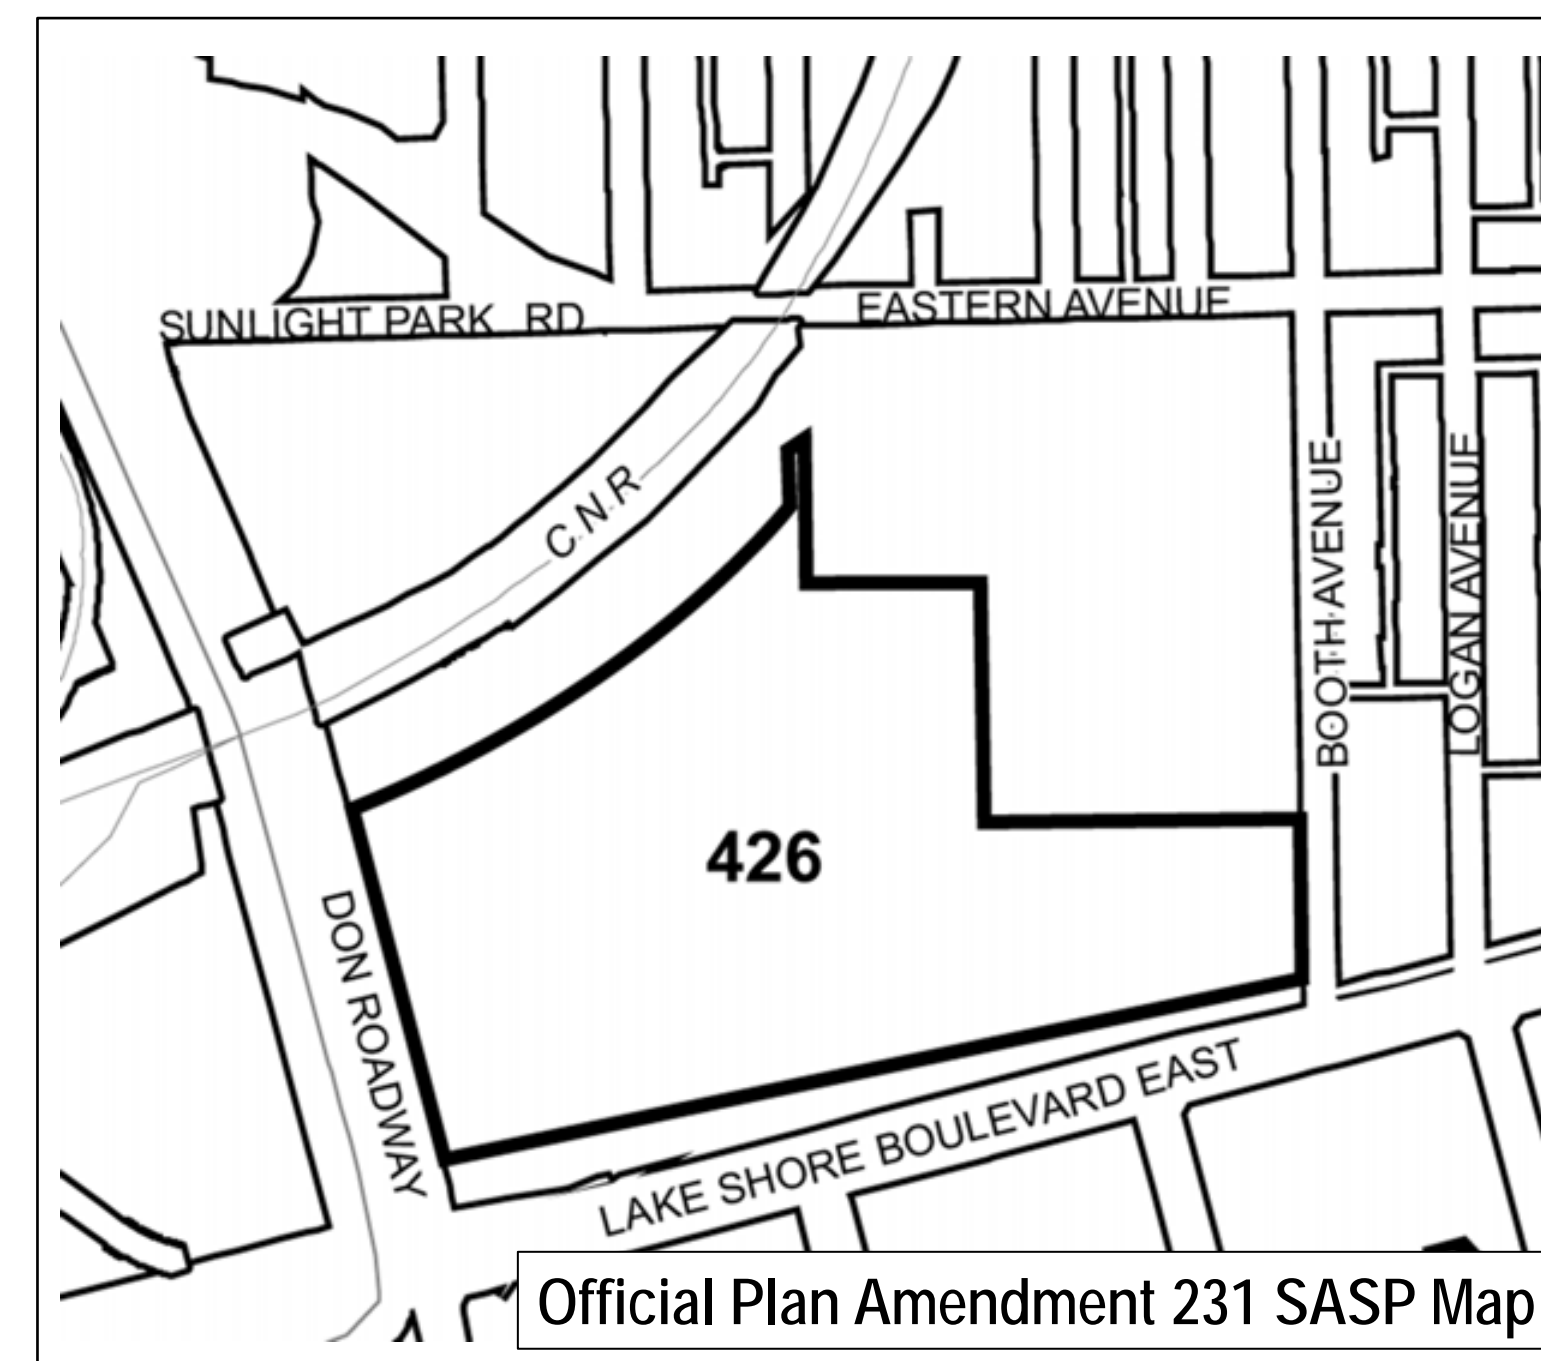 SUNLIGHT PARK RD
EASTERN AVENUE
C.N.R
BOOTH AVENUE
LOGAN AVENUE
426
DON ROADWAY
LAKE SHORE BOULEVARD EAST
Official Plan Amendment 231 SASP Map